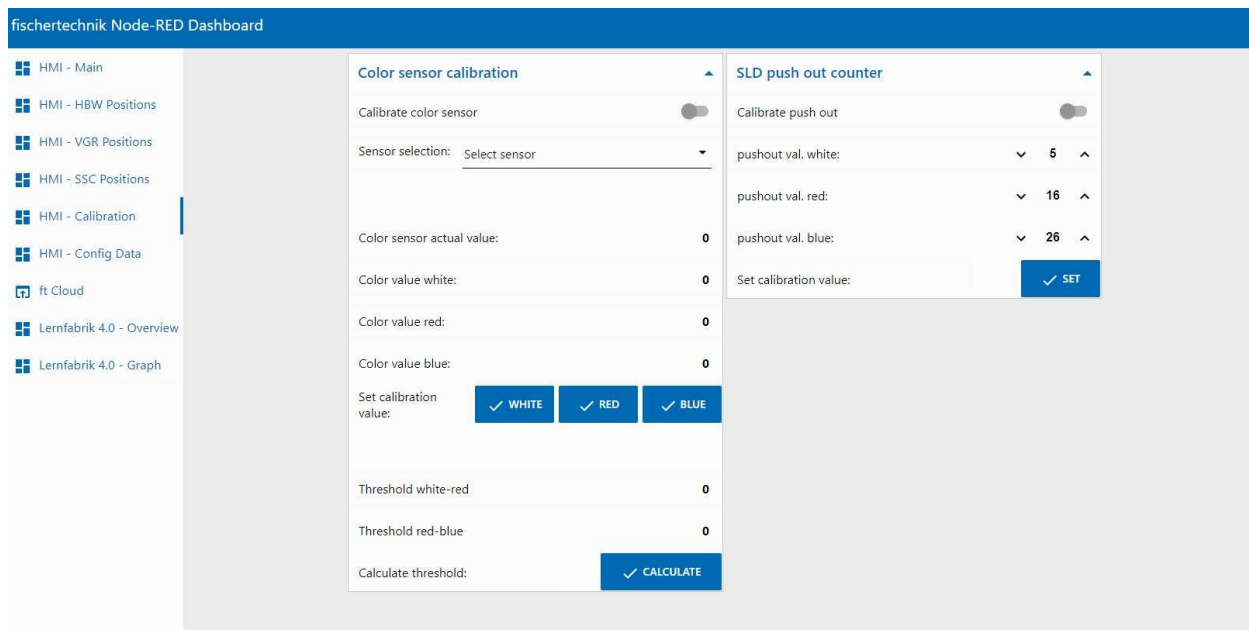 fischertechnik Node-RED Dashboard
HMI - Main
HMI - HBW Positions
HMI - VGR Positions
HMI - SSC Positions
HMI - Calibration
HMI - Config Data
ft Cloud
Lernfabrik 4.0 - Overview
Lernfabrik 4.0 - Graph
Color sensor calibration
Calibrate color sensor
Sensor selection: Select sensor
Color sensor actual value: 0
Color value white: 0
Color value red: 0
Color value blue: 0
Set calibration
value:
WHITE RED BLUE
Threshold white-red 0
Threshold red-blue 0
Calculate threshold: CALCULATE
SLD push out counter
Calibrate push out
pushout val. white: 5
pushout val. red: 16
pushout val. blue: 26
Set calibration value: SET